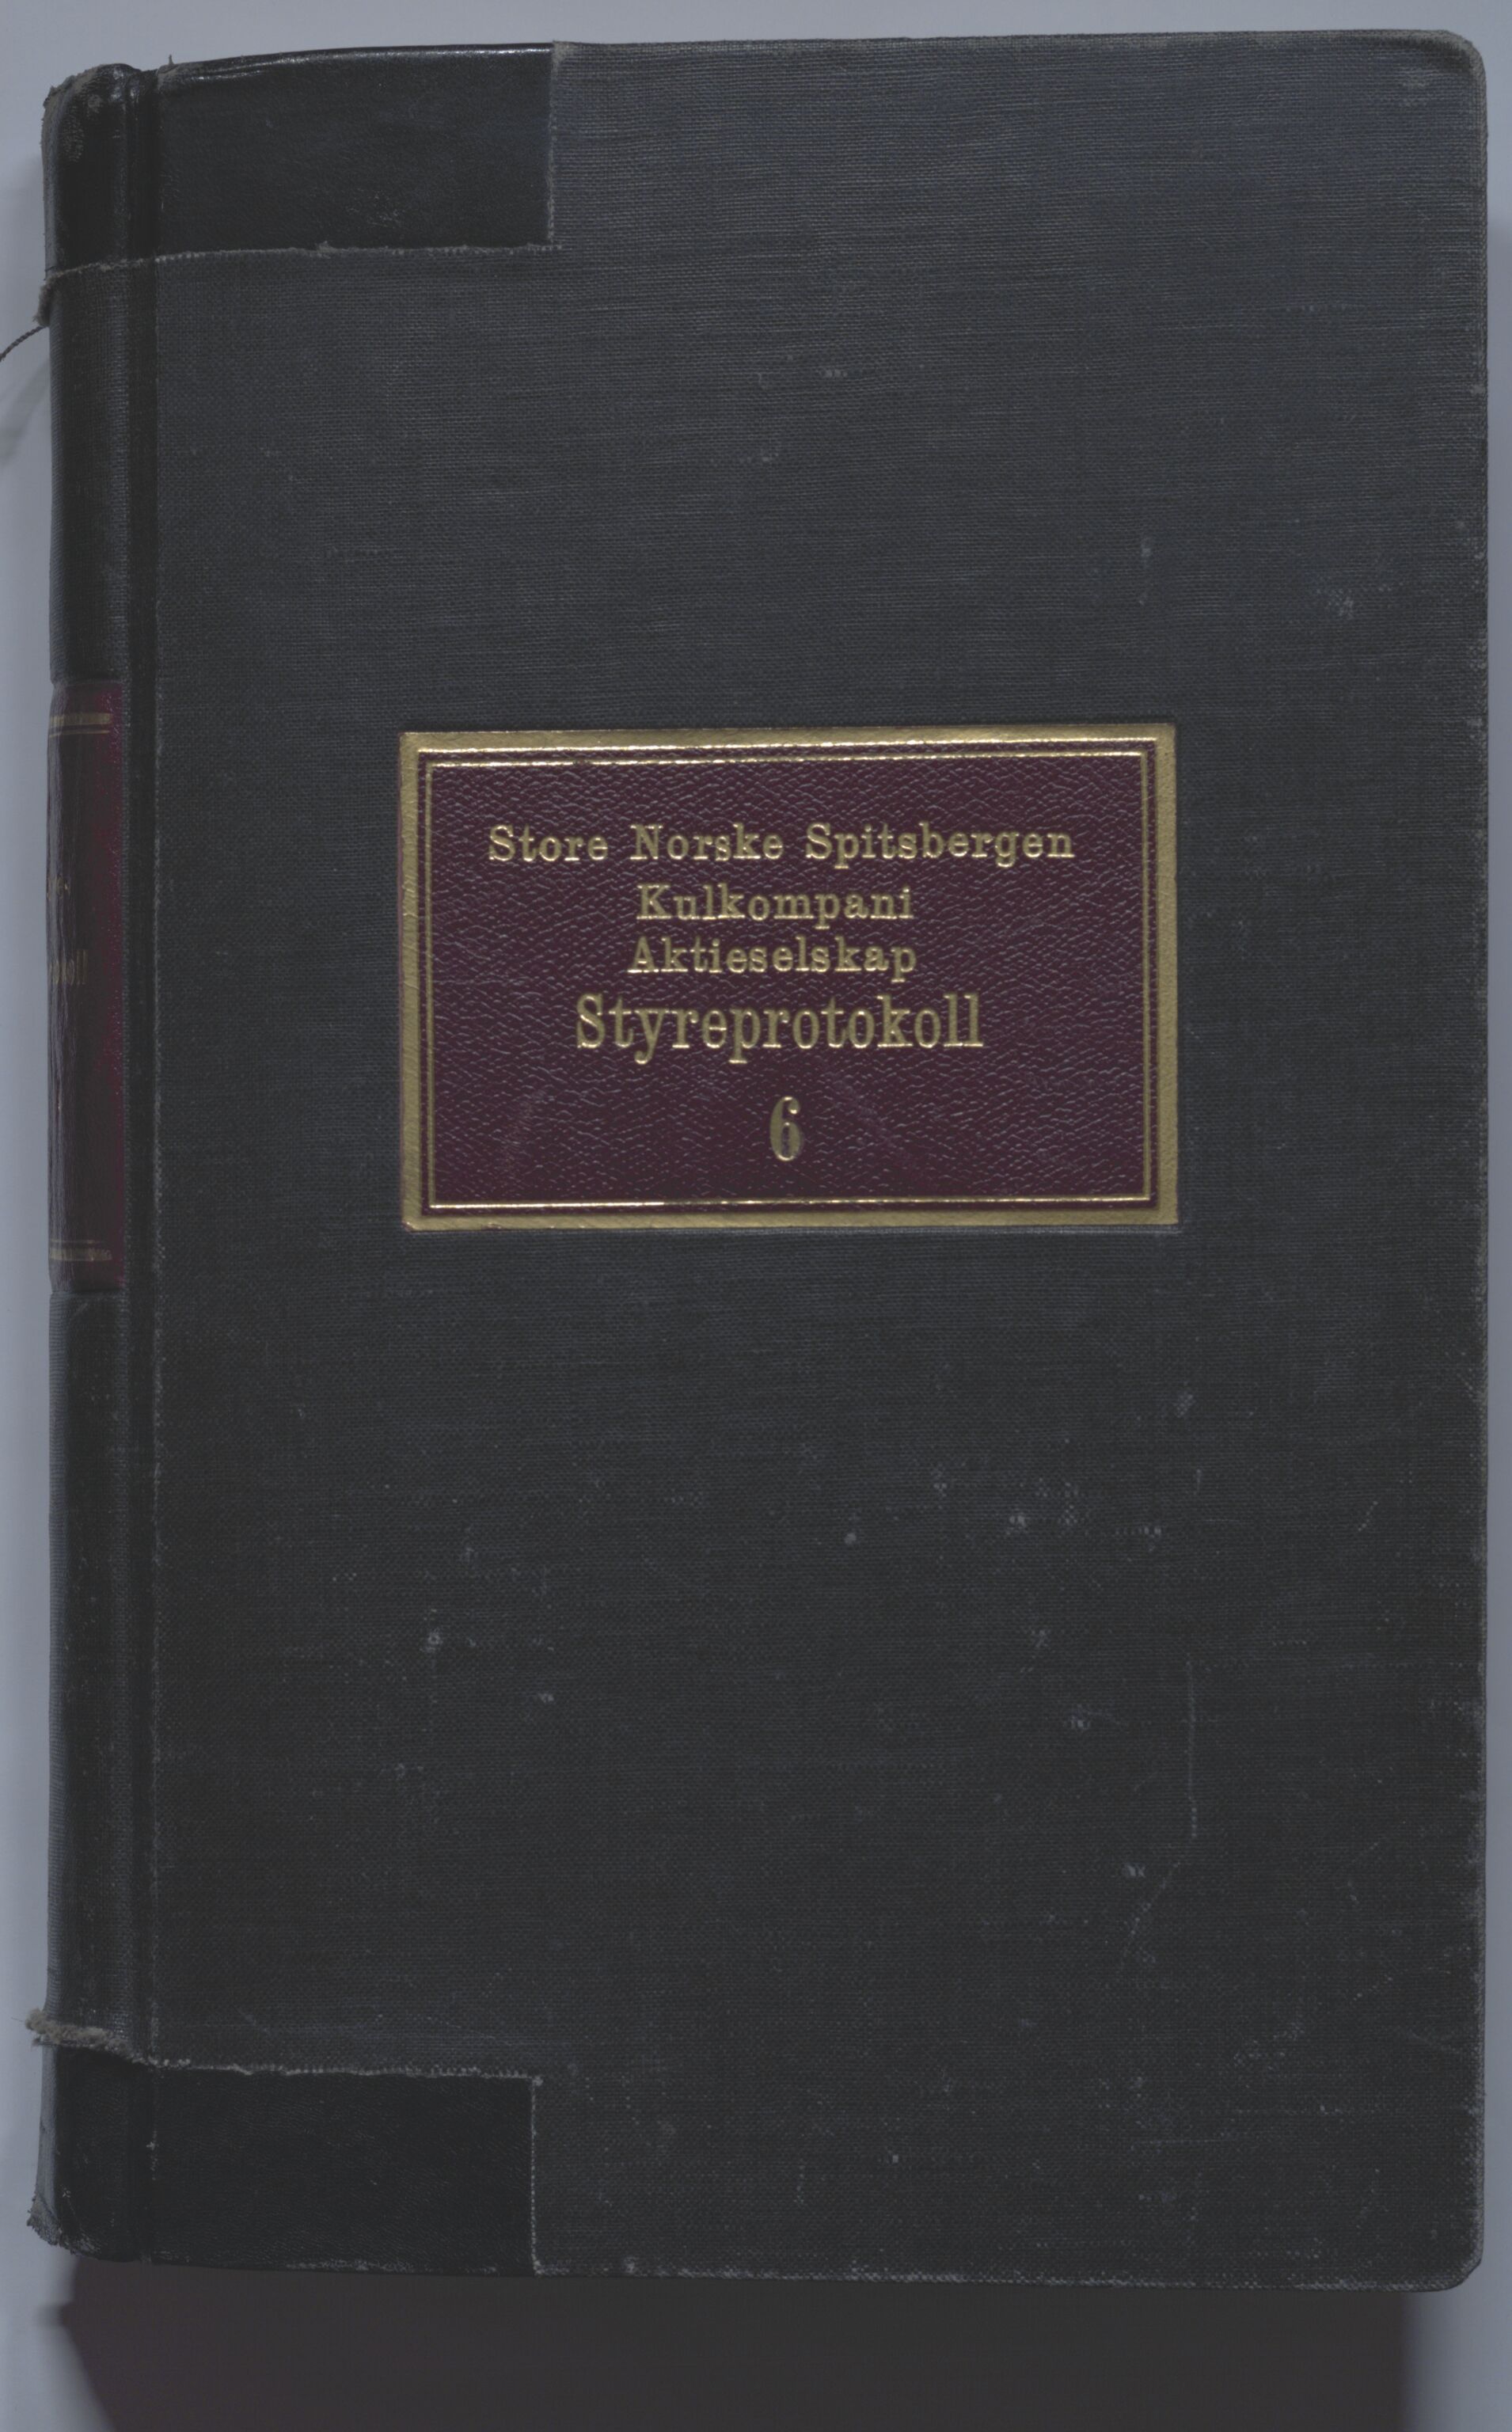 Store Norske Spitsbergen
Kulkompani
Aktieselskap
Styreprotokoll
6